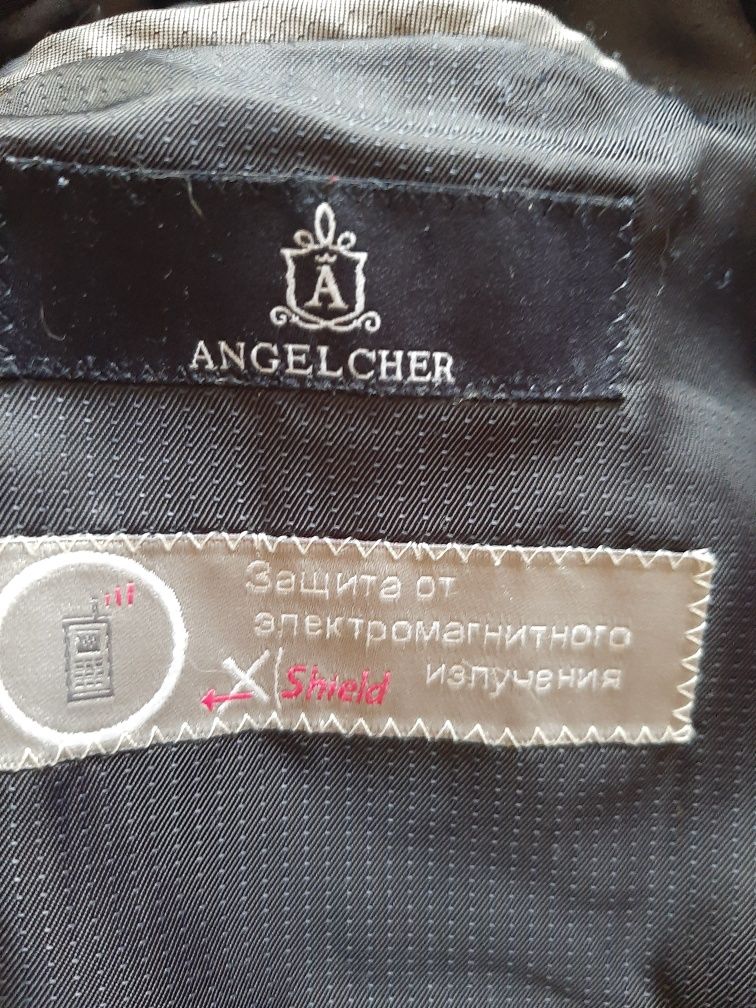 A
ANGELCHER
Защита от
электромагнитного
излучения
X Shield